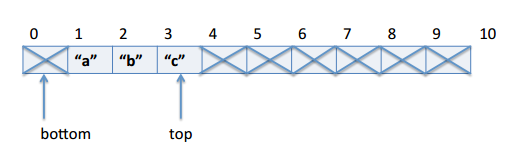 0 1 2 3 4 5 6 7 8 9 10
“a” “b” “c”
bottom top